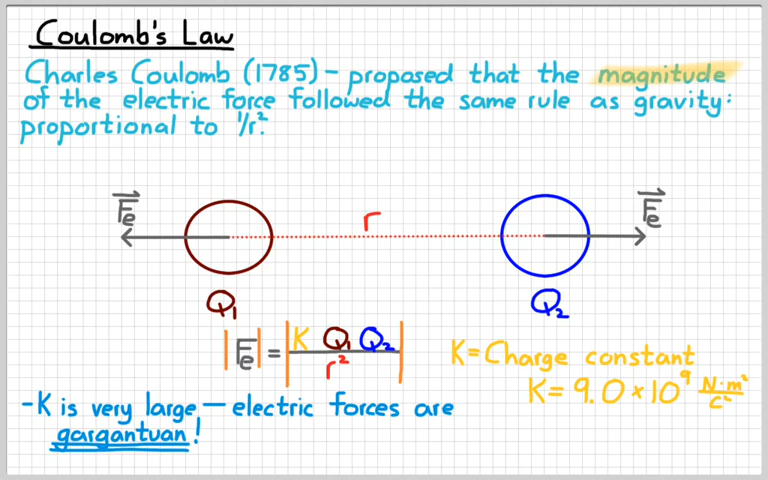 Coulomb's Law
Charles Coulomb (1785) - proposed that the magnitude
of the electric force followed the same rule as gravity:
proportional to 1/r².
Fe
r
Fe
Q₁
Q₂
|Fe| = |K Q₁ Q₂ / r²|
K = Charge constant
K = 9.0 × 10⁹ N·m²/C²
- K is very large — electric forces are
gargantuan!